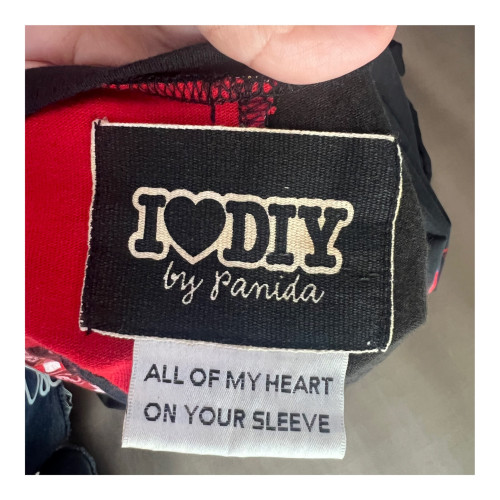 I♥DIY
by Panida
ALL OF MY HEART
ON YOUR SLEEVE